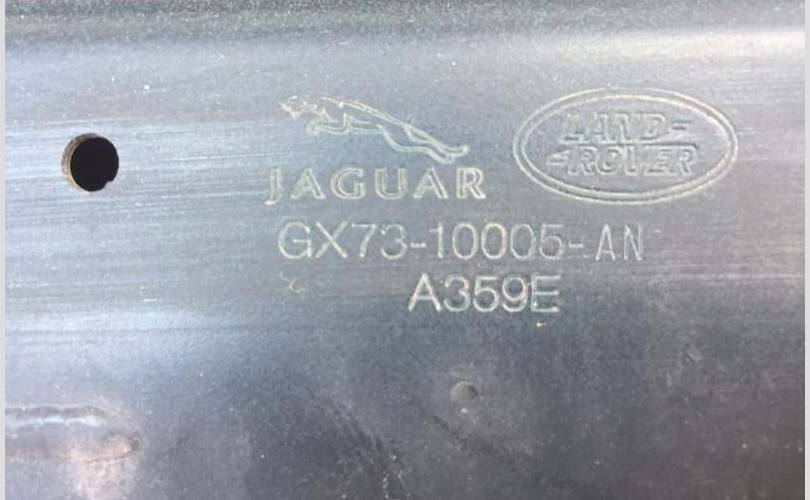 LAND-
-ROVER
JAGUAR
GX73-10005-AN
A359E